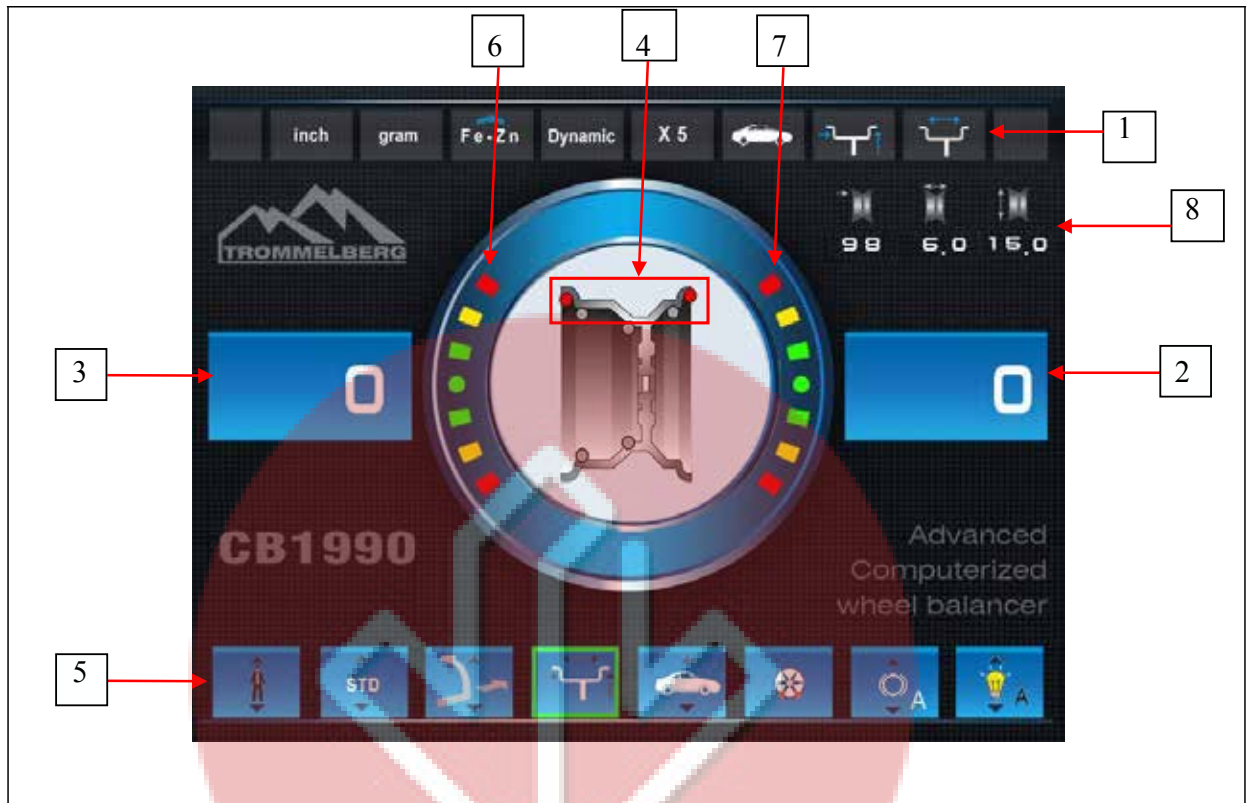 6 4 7
inch gram Fe•Zn Dynamic X 5
1
TROMMELBERG
98 6.0 15.0
8
3
0
0
2
CB1990
Advanced
Computerized
wheel balancer
5
STD
A
A